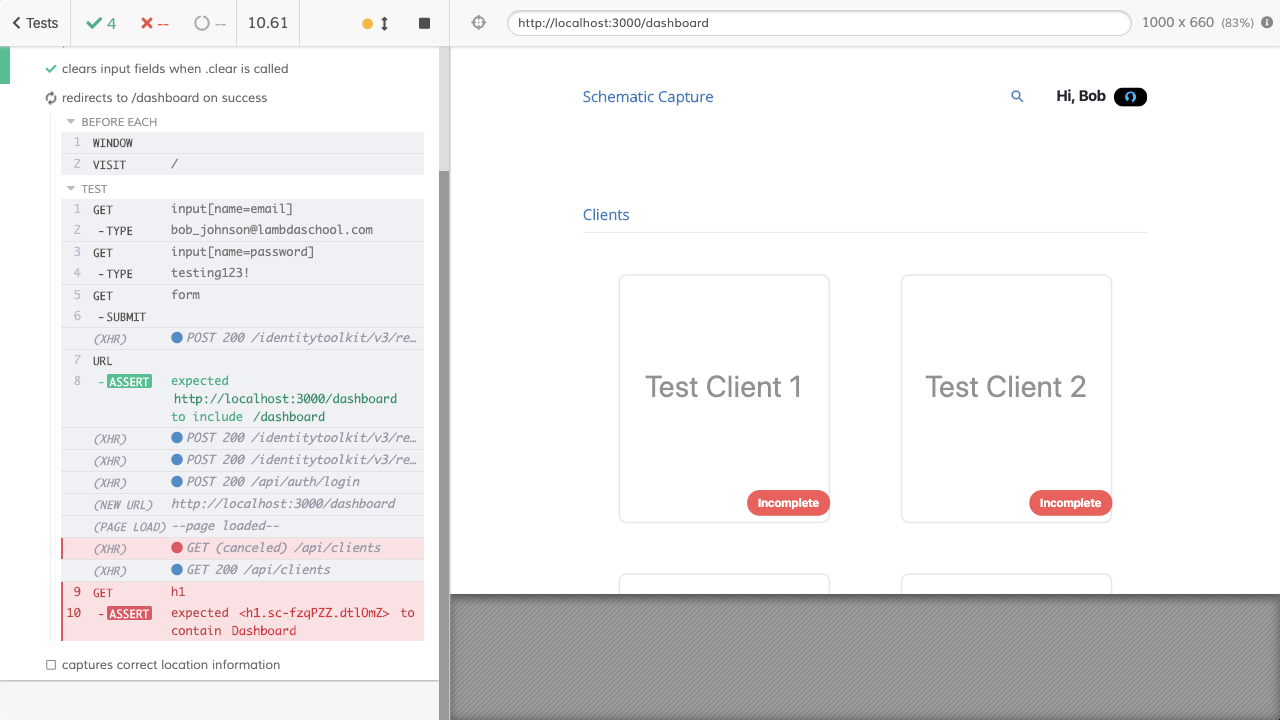 Tests
4
--
--
10.61
http://localhost:3000/dashboard
1000 x 660 (83%)
clears input fields when .clear is called
redirects to /dashboard on success
BEFORE EACH
1 WINDOW
2 VISIT /
TEST
1 GET input[name=email]
2 -TYPE bob_johnson@lambdaschool.com
3 GET input[name=password]
4 -TYPE testing123!
5 GET form
6 -SUBMIT
(XHR) POST 200 /identitytoolkit/v3/re…
7 URL
8 -ASSERT expected
http://localhost:3000/dashboard
to include /dashboard
(XHR) POST 200 /identitytoolkit/v3/re…
(XHR) POST 200 /identitytoolkit/v3/re…
(XHR) POST 200 /api/auth/login
(NEW URL) http://localhost:3000/dashboard
(PAGE LOAD) --page loaded--
(XHR) GET (canceled) /api/clients
(XHR) GET 200 /api/clients
9 GET h1
10 -ASSERT expected <h1.sc-fzqPZZ.dtlOmZ> to
contain Dashboard
captures correct location information
Schematic Capture
Hi, Bob
Clients
Test Client 1
Incomplete
Test Client 2
Incomplete